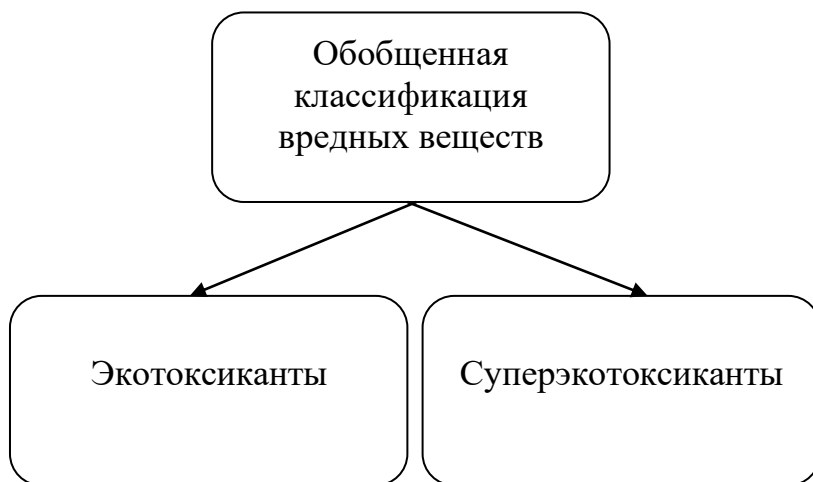 Обобщенная
классификация
вредных веществ
Экотоксиканты
Суперэкотоксиканты